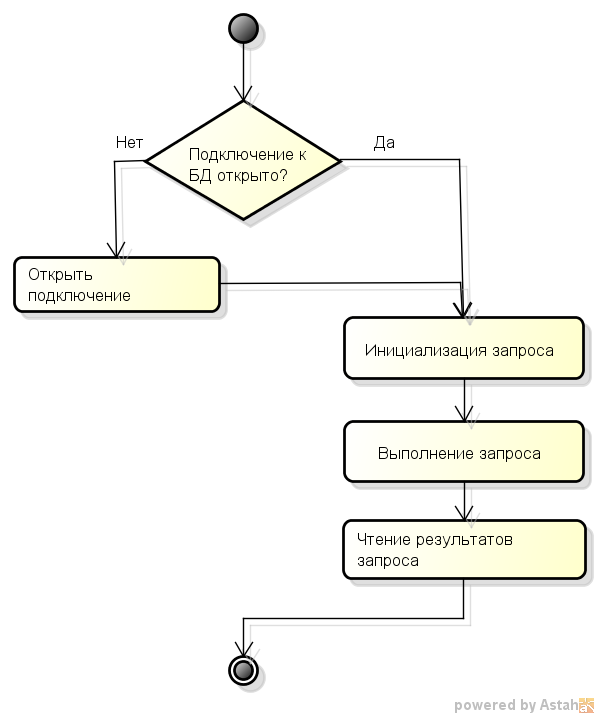 Нет
Да
Подключение к
БД открыто?
Открыть
подключение
Инициализация запроса
Выполнение запроса
Чтение результатов
запроса
powered by Astah